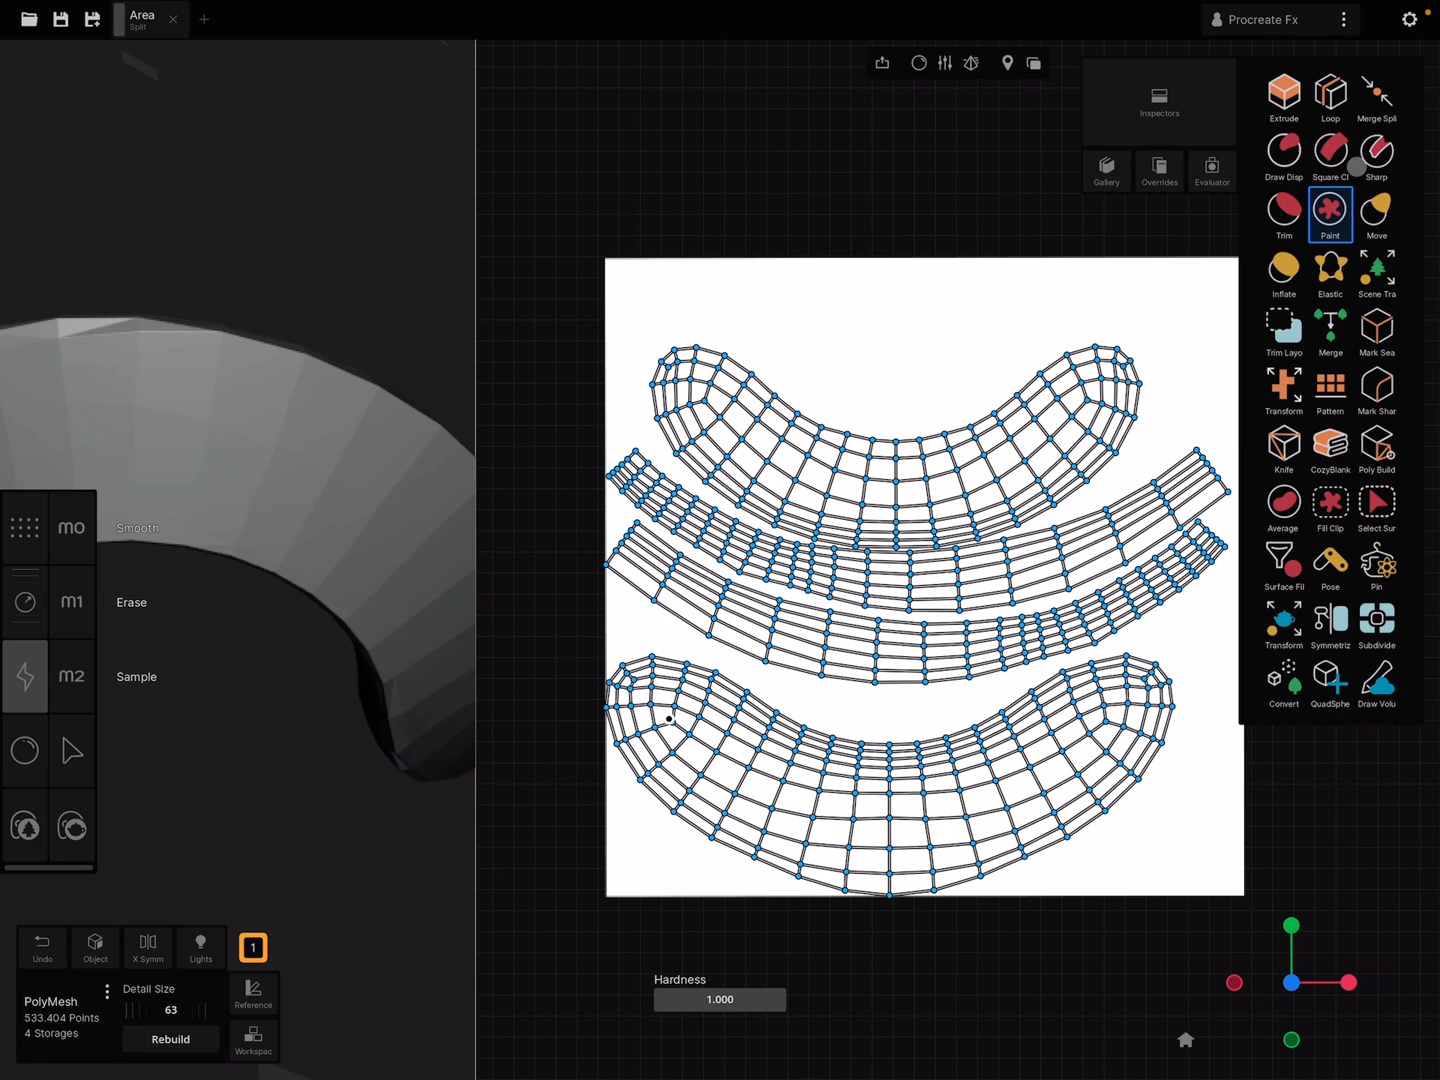 Area
Split
Procreate Fx
Inspectors
Gallery
Overrides
Evaluator
Extrude
Loop
Merge Spli
Draw Disp
Square Cl
Sharp
Trim
Paint
Move
Inflate
Elastic
Scene Tra
Trim Layo
Merge
Mark Sea
Transform
Pattern
Mark Shar
Knife
CozyBlank
Poly Build
Average
Fill Clip
Select Sur
Surface Fil
Pose
Pin
Transform
Symmetriz
Subdivide
Convert
QuadSphe
Draw Volu
m0
Smooth
m1
Erase
m2
Sample
Undo
Object
X Symm
Lights
1
PolyMesh
533.404 Points
4 Storages
Detail Size
63
Rebuild
Reference
Workspac
Hardness
1.000